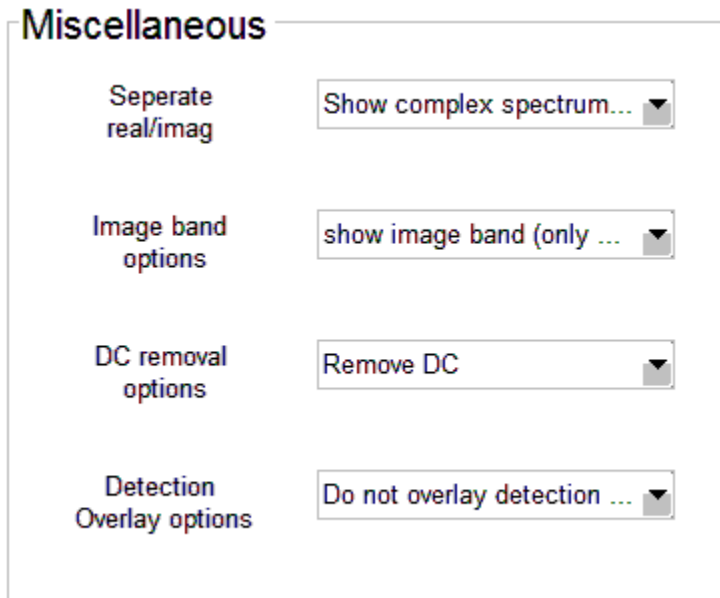 Miscellaneous
Seperate
real/imag
Show complex spectrum...
Image band
options
show image band (only ...
DC removal
options
Remove DC
Detection
Overlay options
Do not overlay detection ...